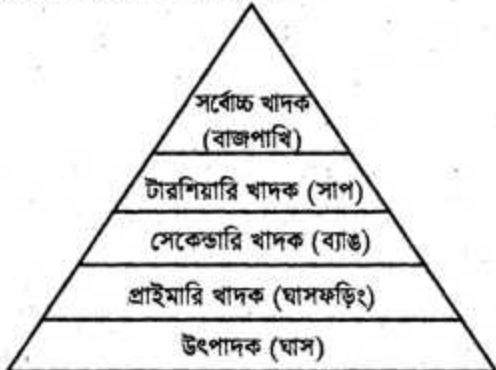 সর্বোচ্চ খাদক
(বাজপাখি)
টারশিয়ারি খাদক (সাপ)
সেকেন্ডারি খাদক (ব্যাঙ)
প্রাইমারি খাদক (ঘাসফড়িং)
উৎপাদক (ঘাস)